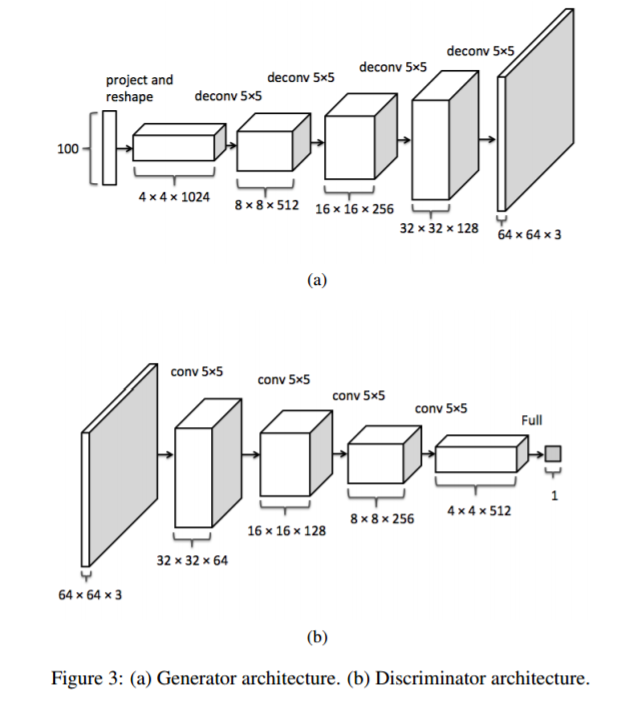 project and
reshape
deconv 5×5
deconv 5×5
deconv 5×5
deconv 5×5
100
4 × 4 × 1024
8 × 8 × 512
16 × 16 × 256
32 × 32 × 128
64 × 64 × 3
(a)
conv 5×5
conv 5×5
conv 5×5
conv 5×5
Full
1
4 × 4 × 512
8 × 8 × 256
16 × 16 × 128
32 × 32 × 64
64 × 64 × 3
(b)
Figure 3: (a) Generator architecture. (b) Discriminator architecture.